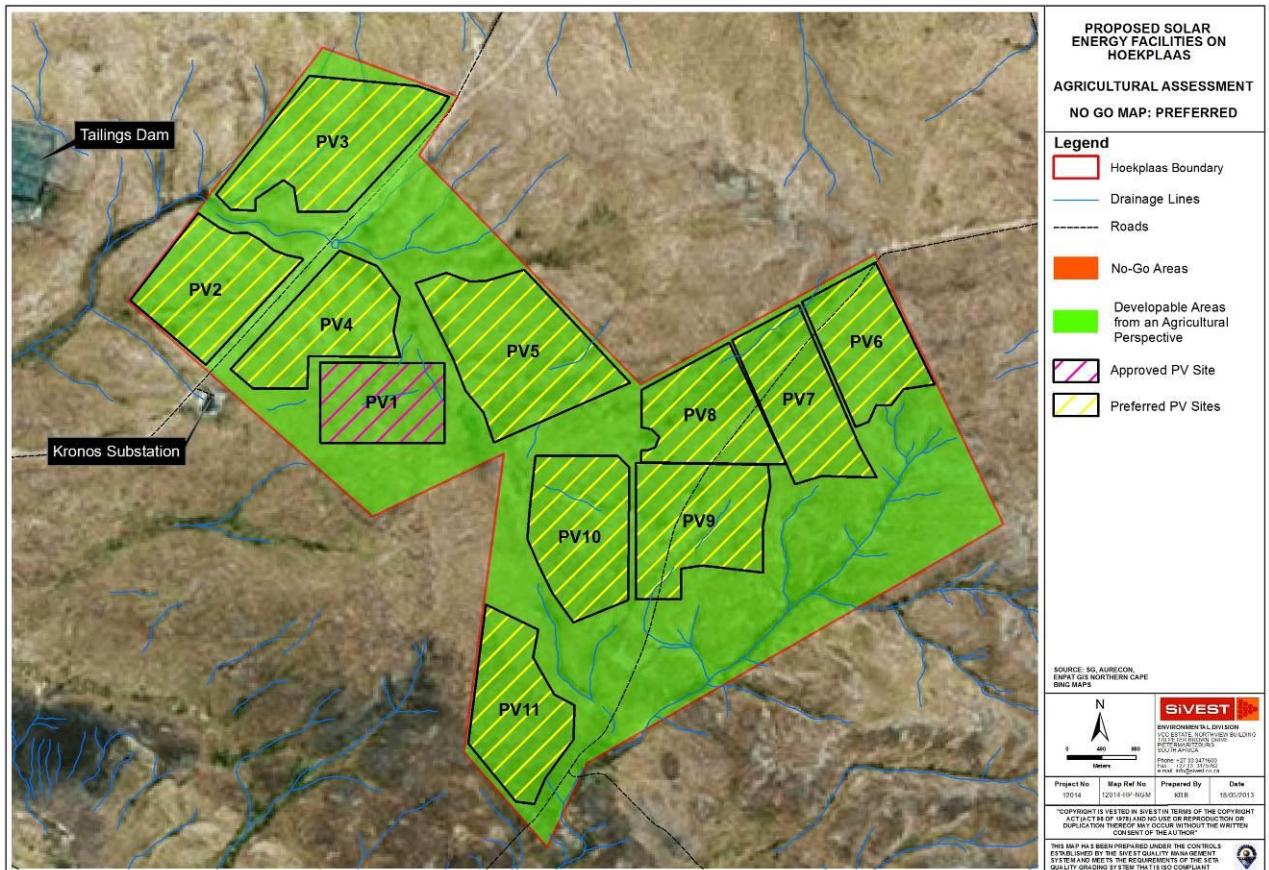 Tailings Dam
PV3
PV2
PV4
PV5
PV6
PV1
PV8
PV7
Kronos Substation
PV10
PV9
PV11
PROPOSED SOLAR
ENERGY FACILITIES ON
HOEKPLAAS
AGRICULTURAL ASSESSMENT
NO GO MAP: PREFERRED
Legend
Hoekplaas Boundary
Drainage Lines
Roads
No-Go Areas
Developable Areas
from an Agricultural
Perspective
Approved PV Site
Preferred PV Sites
SOURCE: SG, AURECON,
ENPAT GIS NORTHERN CAPE
BING MAPS
N
0
Meters
SiVEST
ENVIRONMENTAL DIVISION
VCC ESTATE, NORTHVIEW BUILDING
PIETERMARITZBURG
SOUTH AFRICA
Project No
Map Ref No
Prepared By
Date
12014
KRB
"COPYRIGHT IS VESTED IN SIVEST IN TERMS OF THE COPYRIGHT
ACT (ACT 98 OF 1978) AND NO USE OR REPRODUCTION OR
DUPLICATION THEREOF MAY OCCUR WITHOUT THE WRITTEN
CONSENT OF THE AUTHOR"
THIS MAP HAS BEEN PREPARED UNDER THE CONTROLS
ESTABLISHED BY THE SIVEST QUALITY MANAGEMENT
SYSTEM AND MEETS THE REQUIREMENTS OF THE SETA
QUALITY GRADING SYSTEM THAT IS ISO COMPLIANT